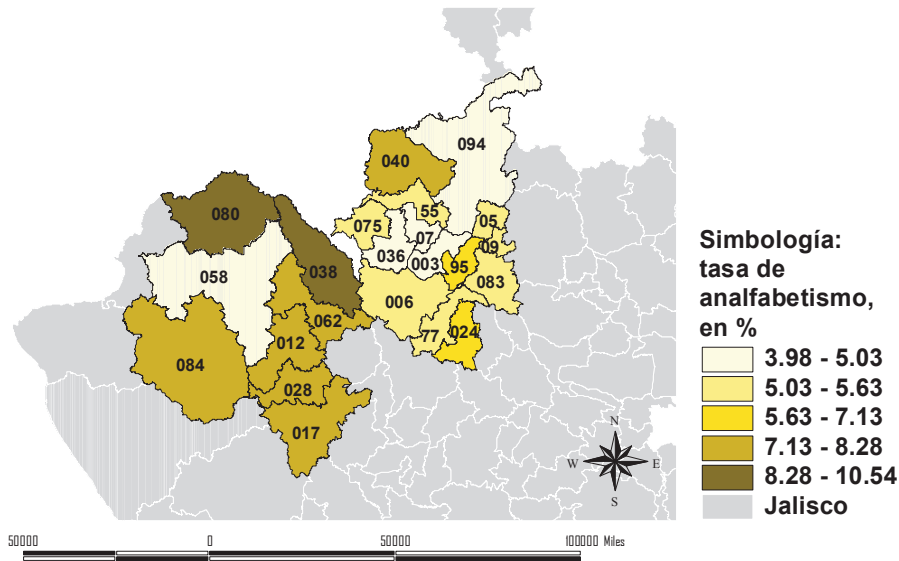 094
040
080
55
05
075
07
09
036
003
95
058
038
083
006
062
77
024
012
084
028
017
Simbología:
tasa de
analfabetismo,
en %
3.98 - 5.03
5.03 - 5.63
5.63 - 7.13
7.13 - 8.28
8.28 - 10.54
Jalisco
N
W E
S
50000 0 50000 100000 Miles